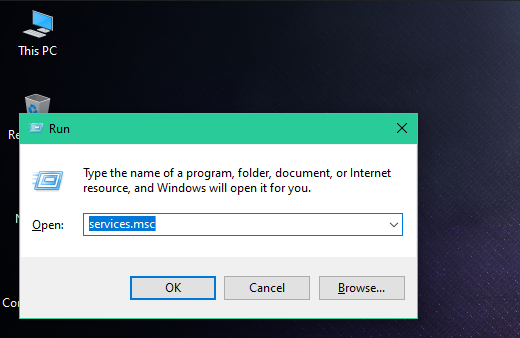 This PC
Re
Run
Type the name of a program, folder, document, or Internet
resource, and Windows will open it for you.
Open:
services.msc
N
Co
OK
Cancel
Browse...